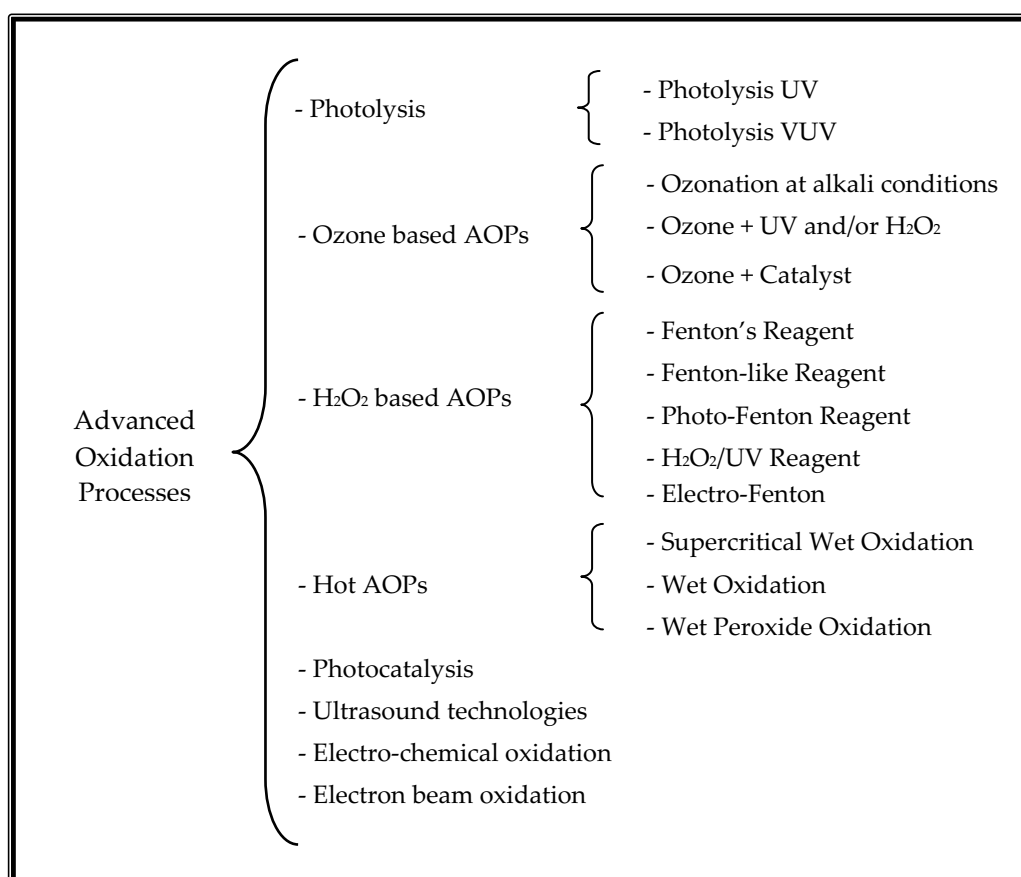 Advanced
Oxidation
Processes
- Photolysis
- Photolysis UV
- Photolysis VUV
- Ozone based AOPs
- Ozonation at alkali conditions
- Ozone + UV and/or H₂O₂
- Ozone + Catalyst
- H₂O₂ based AOPs
- Fenton’s Reagent
- Fenton-like Reagent
- Photo-Fenton Reagent
- H₂O₂/UV Reagent
- Electro-Fenton
- Hot AOPs
- Supercritical Wet Oxidation
- Wet Oxidation
- Wet Peroxide Oxidation
- Photocatalysis
- Ultrasound technologies
- Electro-chemical oxidation
- Electron beam oxidation